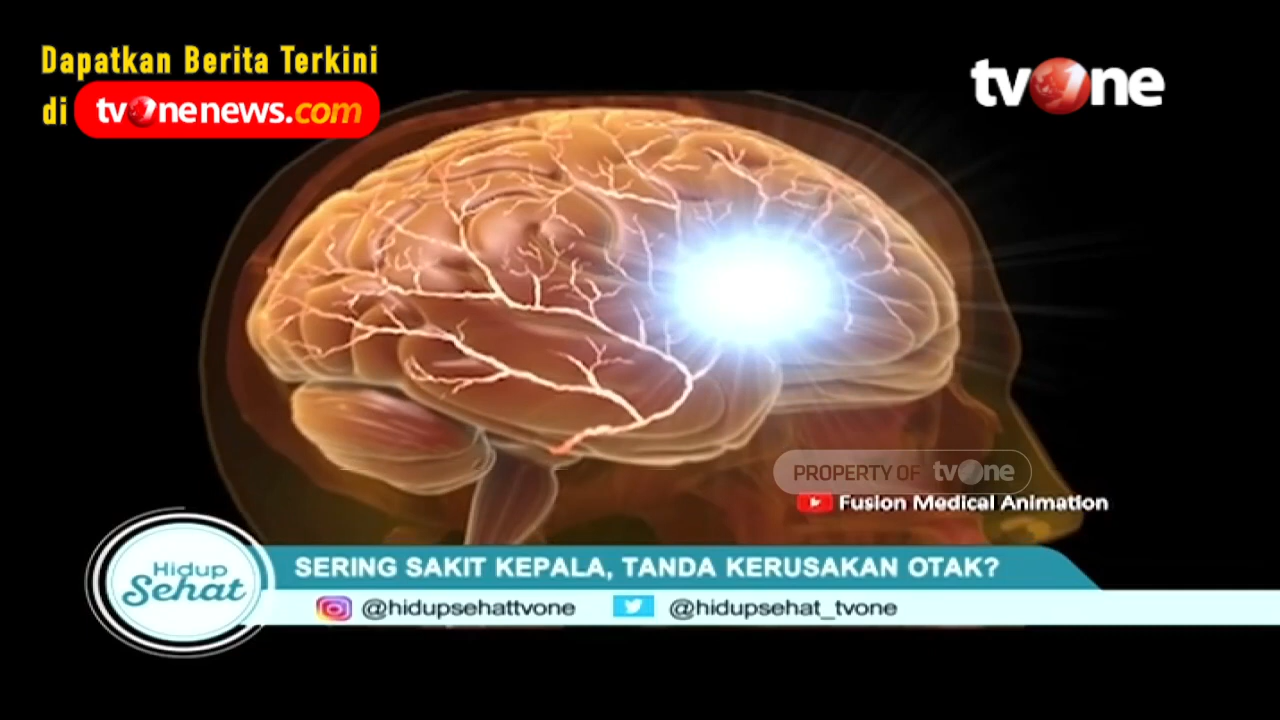 Dapatkan Berita Terkini
di tvOnenews.com
tvOne
PROPERTY OF tvOne
Fusion Medical Animation
Hidup
Sehat
SERING SAKIT KEPALA, TANDA KERUSAKAN OTAK?
@hidupsehattvone @hidupsehat_tvone